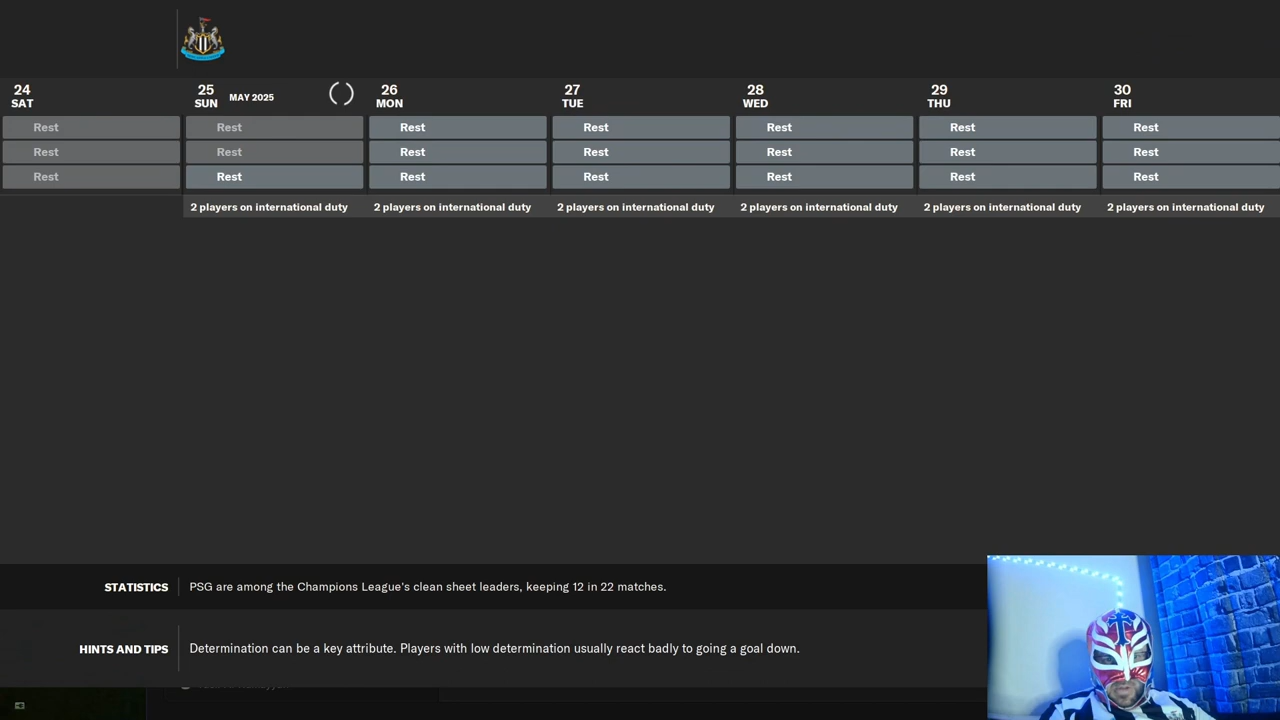 24
SAT
25
SUN
MAY 2025
26
MON
27
TUE
28
WED
29
THU
30
FRI
Rest Rest Rest Rest Rest Rest Rest
Rest Rest Rest Rest Rest Rest Rest
Rest Rest Rest Rest Rest Rest Rest
2 players on international duty 2 players on international duty 2 players on international duty 2 players on international duty 2 players on international duty 2 players on international duty
STATISTICS PSG are among the Champions League's clean sheet leaders, keeping 12 in 22 matches.
HINTS AND TIPS Determination can be a key attribute. Players with low determination usually react badly to going a goal down.